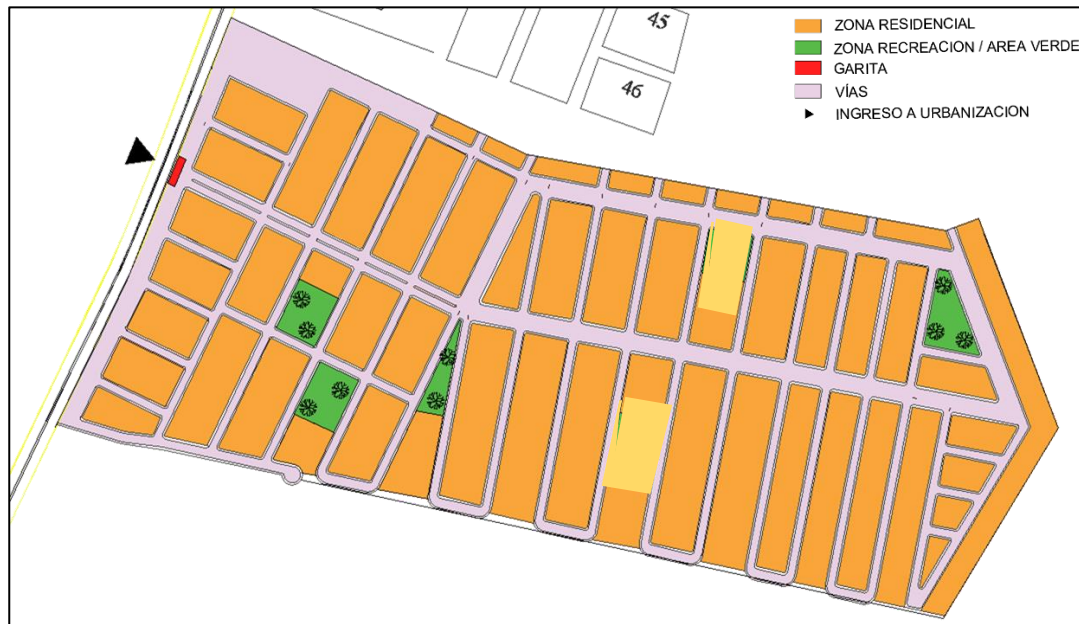 45
46
ZONA RESIDENCIAL
ZONA RECREACION / AREA VERDE
GARITA
VÍAS
INGRESO A URBANIZACION